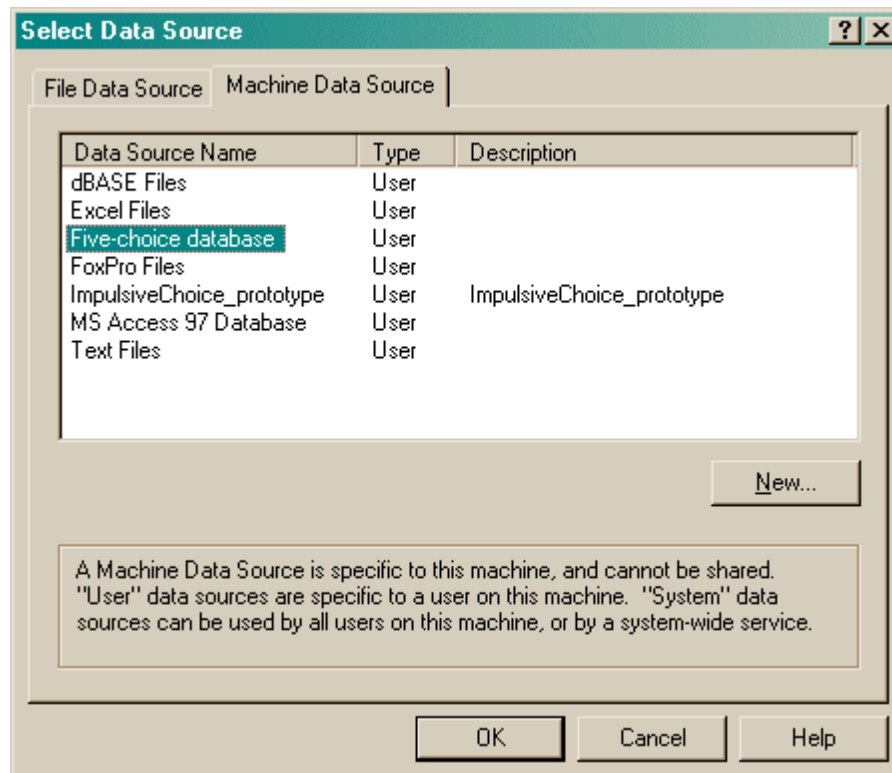 Select Data Source
File Data Source Machine Data Source
Data Source Name Type Description
dBASE Files User
Excel Files User
Five-choice database User
FoxPro Files User
ImpulsiveChoice_prototype User ImpulsiveChoice_prototype
MS Access 97 Database User
Text Files User
New...
A Machine Data Source is specific to this machine, and cannot be shared.
"User" data sources are specific to a user on this machine. "System" data
sources can be used by all users on this machine, or by a system-wide service.
OK Cancel Help